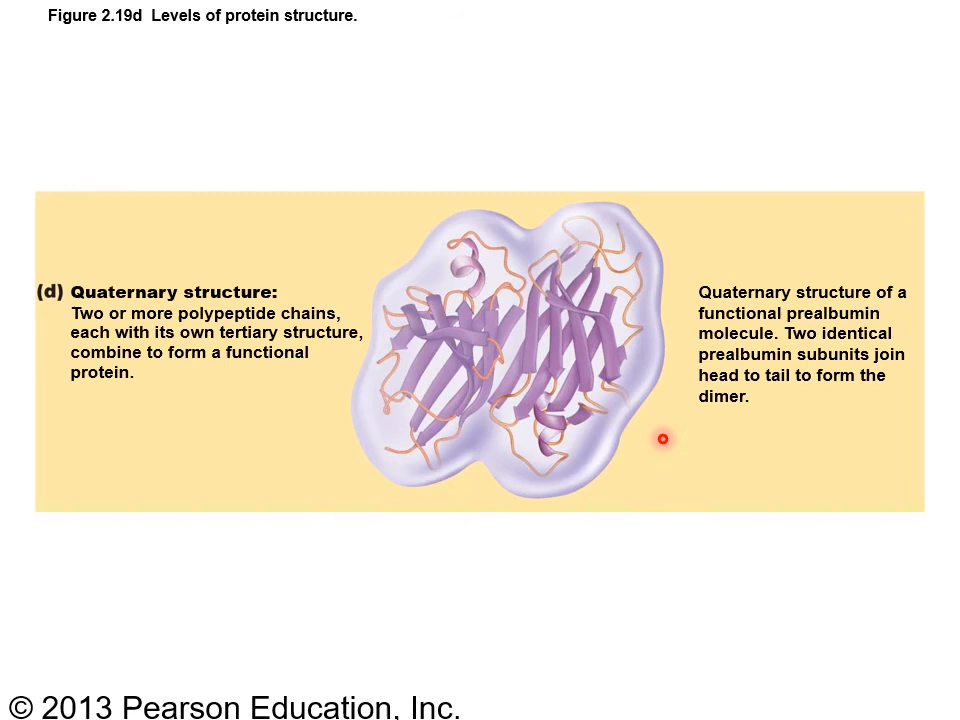 Figure 2.19d  Levels of protein structure.
(d) Quaternary structure:
Two or more polypeptide chains,
each with its own tertiary structure,
combine to form a functional
protein.
Quaternary structure of a
functional prealbumin
molecule. Two identical
prealbumin subunits join
head to tail to form the
dimer.
© 2013 Pearson Education, Inc.